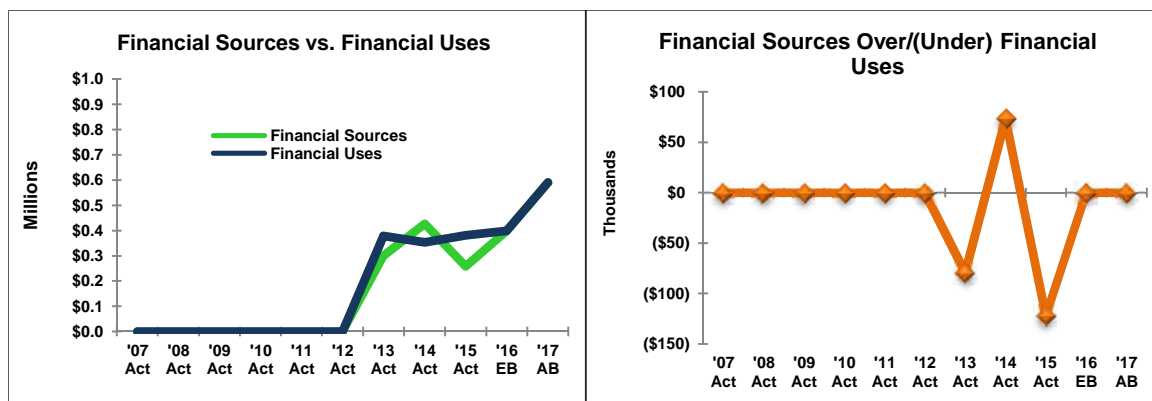 Financial Sources vs. Financial Uses
$1.0
$0.9
$0.8
$0.7
$0.6
$0.5
$0.4
$0.3
$0.2
$0.1
$0.0
Millions
Financial Sources
Financial Uses
'07 '08 '09 '10 '11 '12 '13 '14 '15 '16 '17
Act Act Act Act Act Act Act Act Act EB AB
Financial Sources Over/(Under) Financial
Uses
$100
$50
$0
($50)
($100)
($150)
Thousands
'07 '08 '09 '10 '11 '12 '13 '14 '15 '16 '17
Act Act Act Act Act Act Act Act Act EB AB